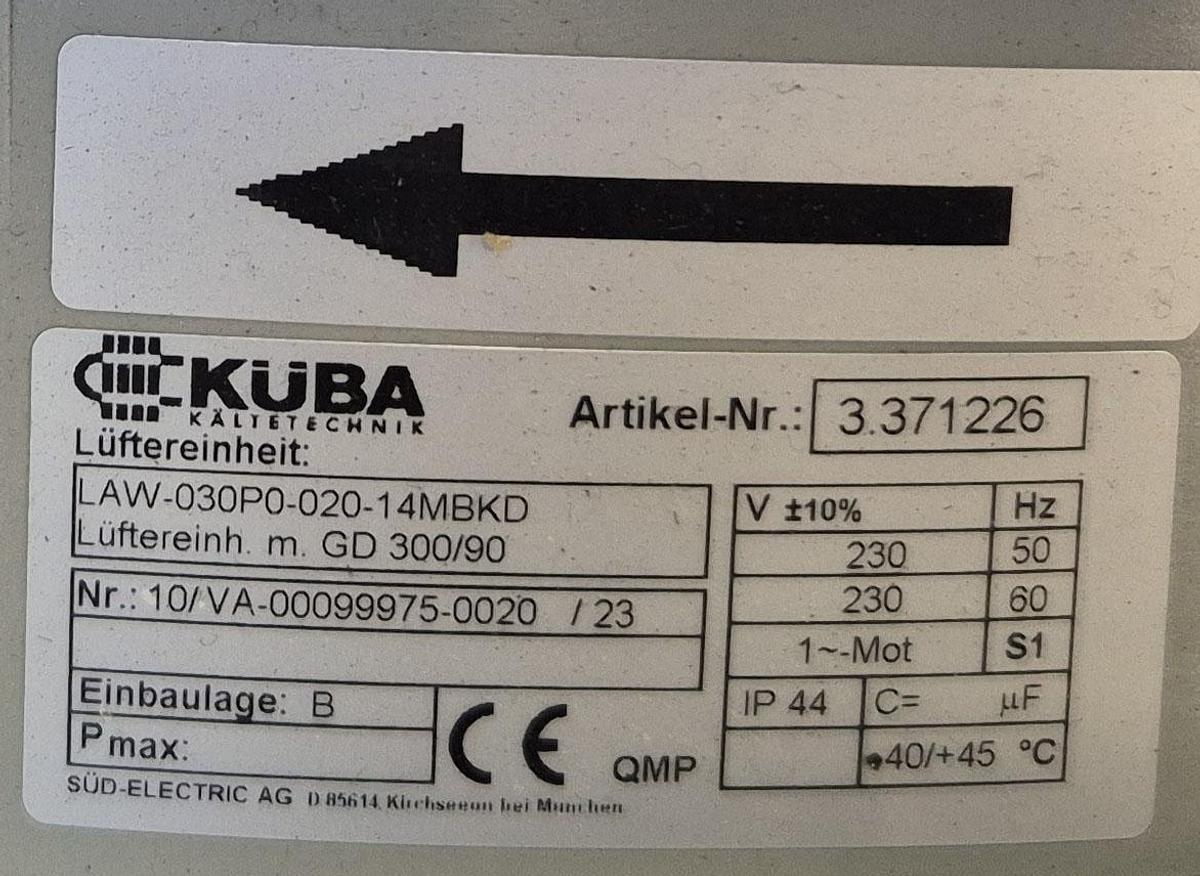 KÜBA
KÄLTETECHNIK
Artikel-Nr.: 3.371226
Lüftereinheit:
LAW-030P0-020-14MBKD
Lüftereinh. m. GD 300/90
Nr.: 10/VA-00099975-0020 / 23
Einbaulage: B
Pmax:
CE QMP
V ±10% Hz
230 50
230 60
1~-Mot S1
IP 44 C= µF
-40/+45 °C
SÜD-ELECTRIC AG D 85614 Kirchseeon bei München